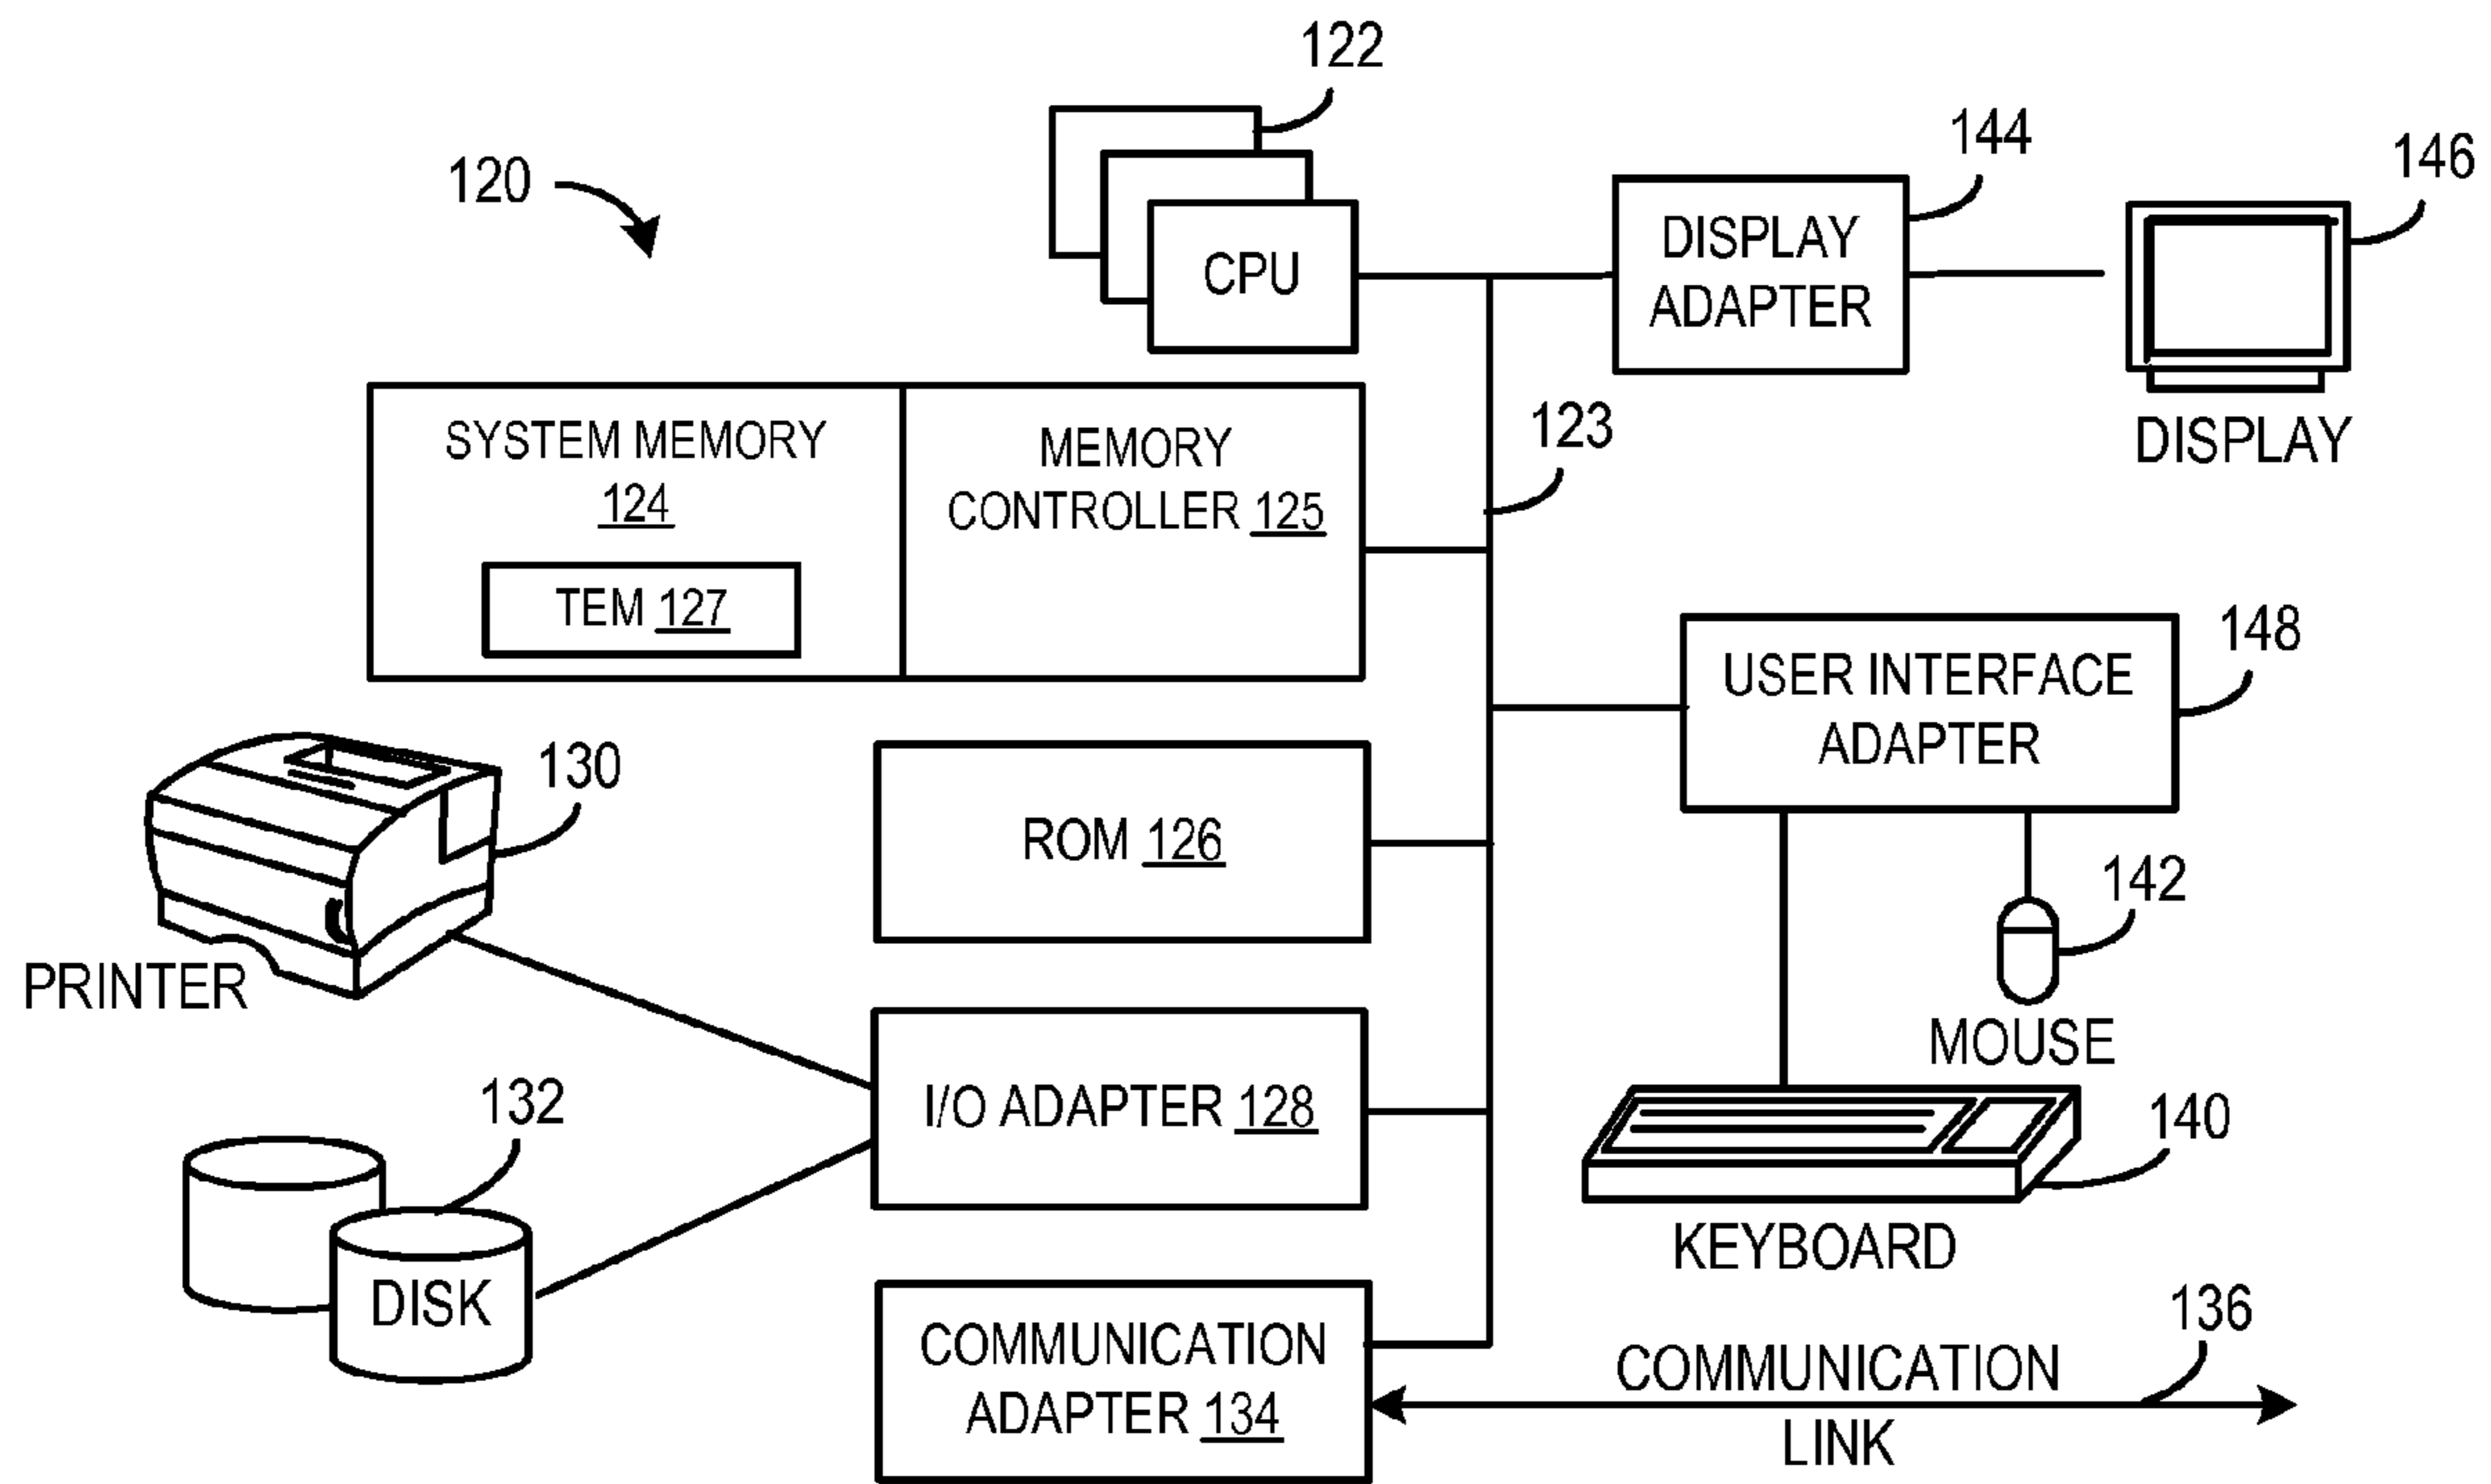 122
120
144
146
CPU
DISPLAY
ADAPTER
DISPLAY
123
SYSTEM MEMORY
124
TEM 127
MEMORY
CONTROLLER 125
148
USER INTERFACE
ADAPTER
130
PRINTER
ROM 126
142
MOUSE
I/O ADAPTER 128
132
DISK
140
KEYBOARD
COMMUNICATION
ADAPTER 134
136
COMMUNICATION
LINK